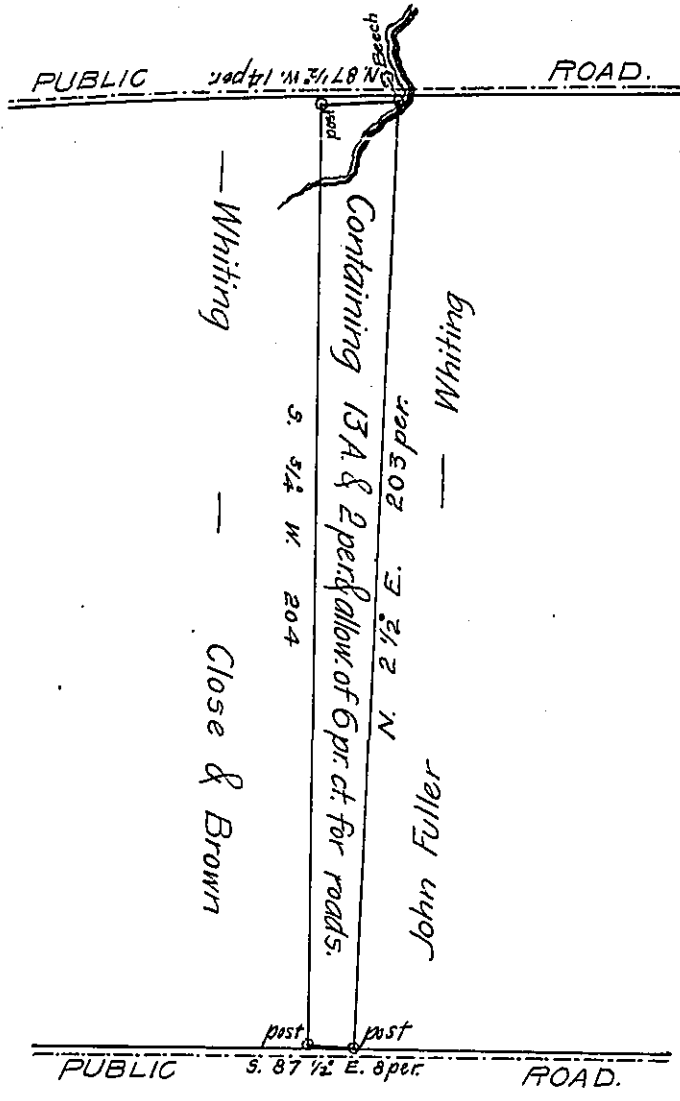 PUBLIC
N. 87 ½° W. 14 per.
Beech
ROAD.
post
— Whiting — Close & Brown
S. 3¼° W. 204
Containing 13 A. & 2 per. & allow. of 6 pr. ct. for roads.
N. 2 ½° E. 203 per.
Whiting — John Fuller
post
post
PUBLIC
S. 87 ½° E. 8 per.
ROAD.